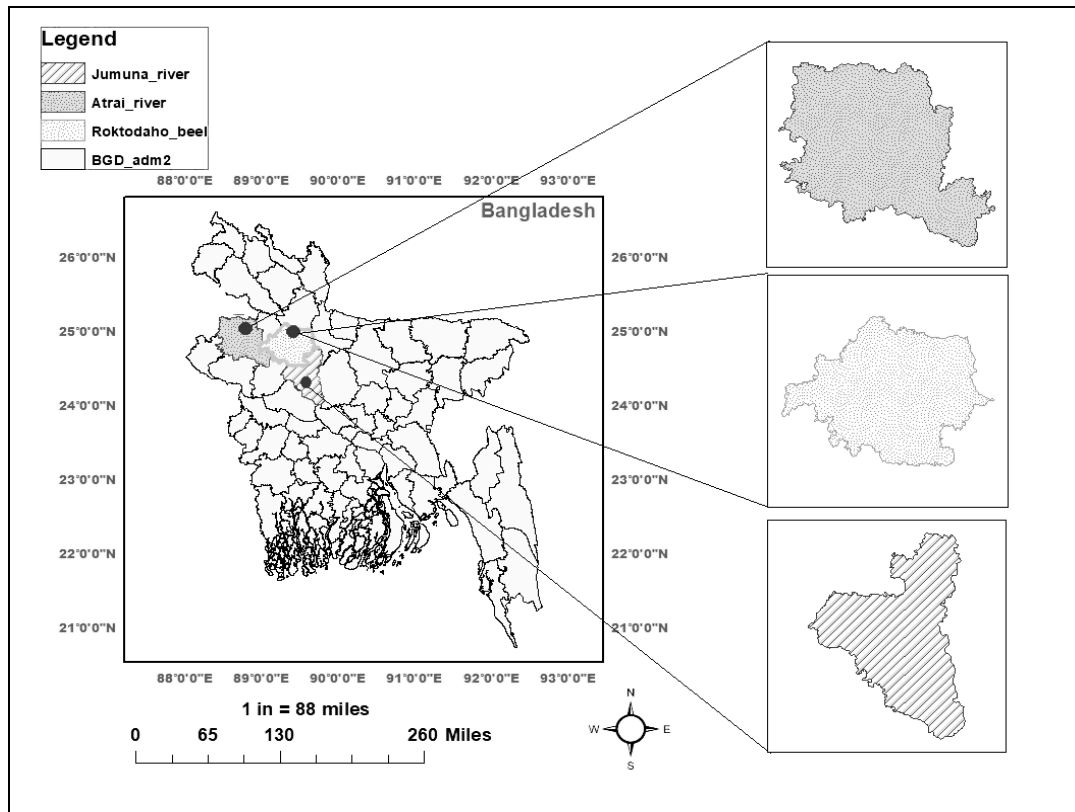 Legend
Jumuna_river
Atrai_river
Roktodaho_beel
BGD_adm2
88°0'0"E 89°0'0"E 90°0'0"E 91°0'0"E 92°0'0"E 93°0'0"E
Bangladesh
26°0'0"N 26°0'0"N
25°0'0"N 25°0'0"N
24°0'0"N 24°0'0"N
23°0'0"N 23°0'0"N
22°0'0"N 22°0'0"N
21°0'0"N 21°0'0"N
88°0'0"E 89°0'0"E 90°0'0"E 91°0'0"E 92°0'0"E 93°0'0"E
1 in = 88 miles
0 65 130 260 Miles
N
W E
S